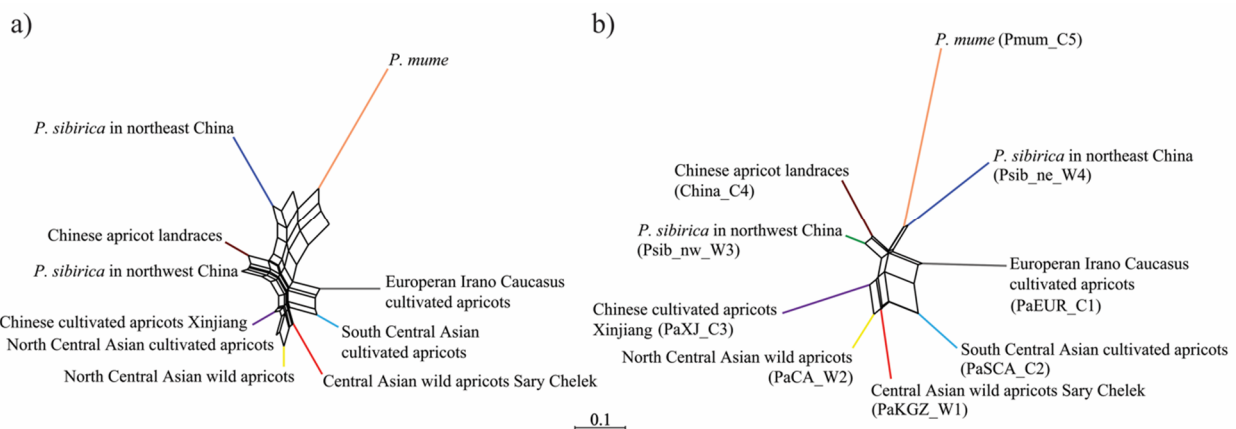 a)
P. mume
P. sibirica in northeast China
Chinese apricot landraces
P. sibirica in northwest China
Europeran Irano Caucasus
cultivated apricots
Chinese cultivated apricots Xinjiang
North Central Asian cultivated apricots
South Central Asian
cultivated apricots
North Central Asian wild apricots
Central Asian wild apricots Sary Chelek
b)
P. mume (Pmum_C5)
P. sibirica in northeast China
(Psib_ne_W4)
Chinese apricot landraces
(China_C4)
P. sibirica in northwest China
(Psib_nw_W3)
Europeran Irano Caucasus
cultivated apricots
(PaEUR_C1)
Chinese cultivated apricots
Xinjiang (PaXJ_C3)
South Central Asian cultivated apricots
(PaSCA_C2)
North Central Asian wild apricots
(PaCA_W2)
Central Asian wild apricots Sary Chelek
(PaKGZ_W1)
0.1